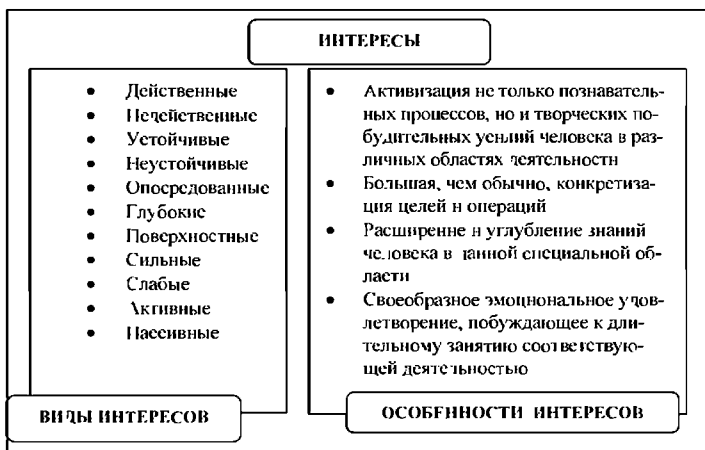 ИНТЕРЕСЫ
• Действенные
• Недейственные
• Устойчивые
• Неустойчивые
• Опосредованные
• Глубокие
• Поверхностные
• Сильные
• Слабые
• Активные
• Пассивные
ВИДЫ ИНТЕРЕСОВ
• Активизация не только познаватель-
ных процессов, но и творческих по-
будительных усилий человека в раз-
личных областях деятельности
• Большая, чем обычно, конкретиза-
ция целей и операций
• Расширение и углубление знаний
человека в данной специальной об-
ласти
• Своеобразное эмоциональное удов-
летворение, побуждающее к дли-
тельному занятию соответствую-
щей деятельностью
ОСОБЕННОСТИ ИНТЕРЕСОВ